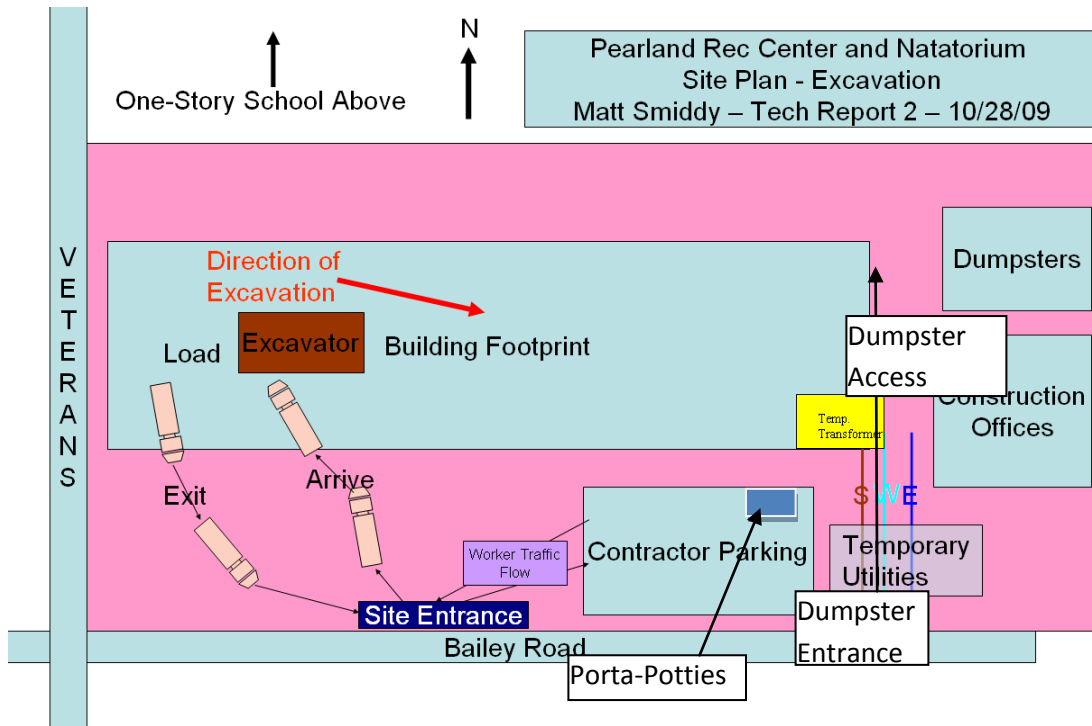 N
One-Story School Above
Pearland Rec Center and Natatorium
Site Plan - Excavation
Matt Smiddy – Tech Report 2 – 10/28/09
VETERANS
Direction of
Excavation
Dumpsters
Excavator
Load
Building Footprint
Dumpster
Access
Construction
Offices
Temp.
Transformer
Exit
Arrive
S W E
Contractor Parking
Worker Traffic
Flow
Temporary
Utilities
Site Entrance
Dumpster
Entrance
Bailey Road
Porta-Potties